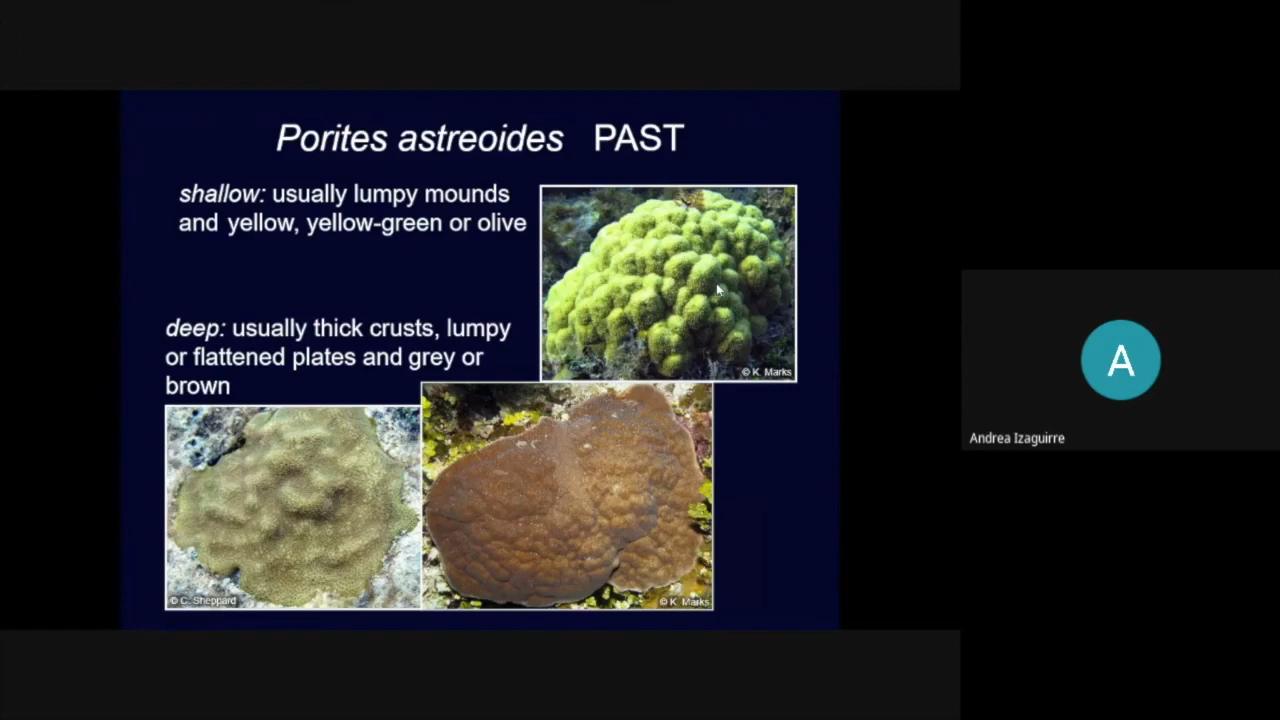 Porites astreoides PAST
shallow: usually lumpy mounds
and yellow, yellow-green or olive
deep: usually thick crusts, lumpy
or flattened plates and grey or
brown
© K. Marks
© C. Sheppard
© K. Marks
A
Andrea Izaguirre